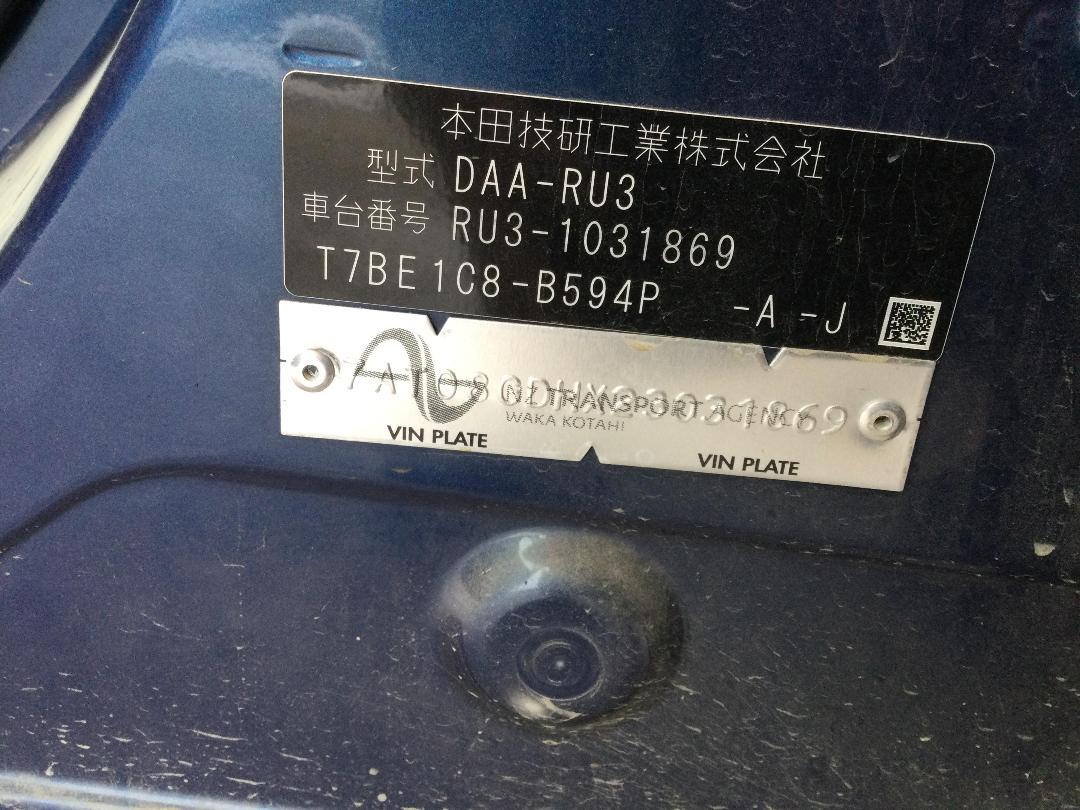 本田技研工業株式会社
型式 DAA-RU3
車台番号 RU3-1031869
T7BE1C8-B594P -A -J
NZ TRANSPORT AGENCY
WAKA KOTAHI
VIN PLATE VIN PLATE